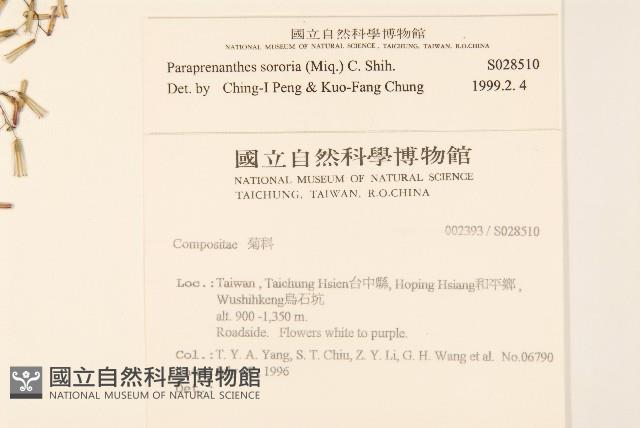 國立自然科學博物館
NATIONAL MUSEUM OF NATURAL SCIENCE, TAICHUNG, TAIWAN, R.O.CHINA
Paraprenanthes sororia (Miq.) C. Shih. S028510
Det. by Ching-I Peng & Kuo-Fang Chung 1999.2. 4
國立自然科學博物館
NATIONAL MUSEUM OF NATURAL SCIENCE
TAICHUNG, TAIWAN, R.O.CHINA
002393 / S028510
Compositae 菊科
Loc.: Taiwan , Taichung Hsien台中縣, Hoping Hsiang和平鄉 ,
Wushihkeng烏石坑
alt. 900 -1,350 m.
Roadside. Flowers white to purple.
Col.: T. Y. A. Yang, S. T. Chiu, Z. Y. Li, G. H. Wang et al. No.06790
1996
Det.:
國立自然科學博物館
NATIONAL MUSEUM OF NATURAL SCIENCE